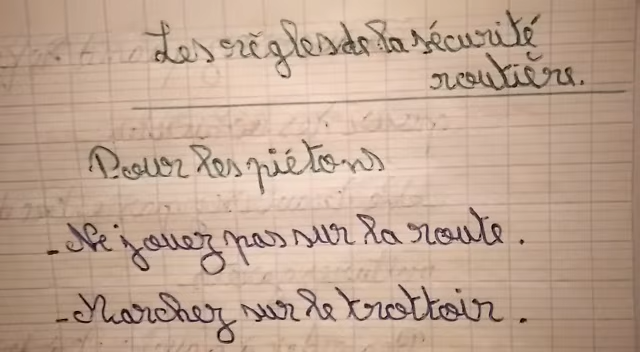 Les règles de la sécurité
routière.
Pour les piétons
- Ne jouez pas sur la route.
- Marchez sur le trottoir.